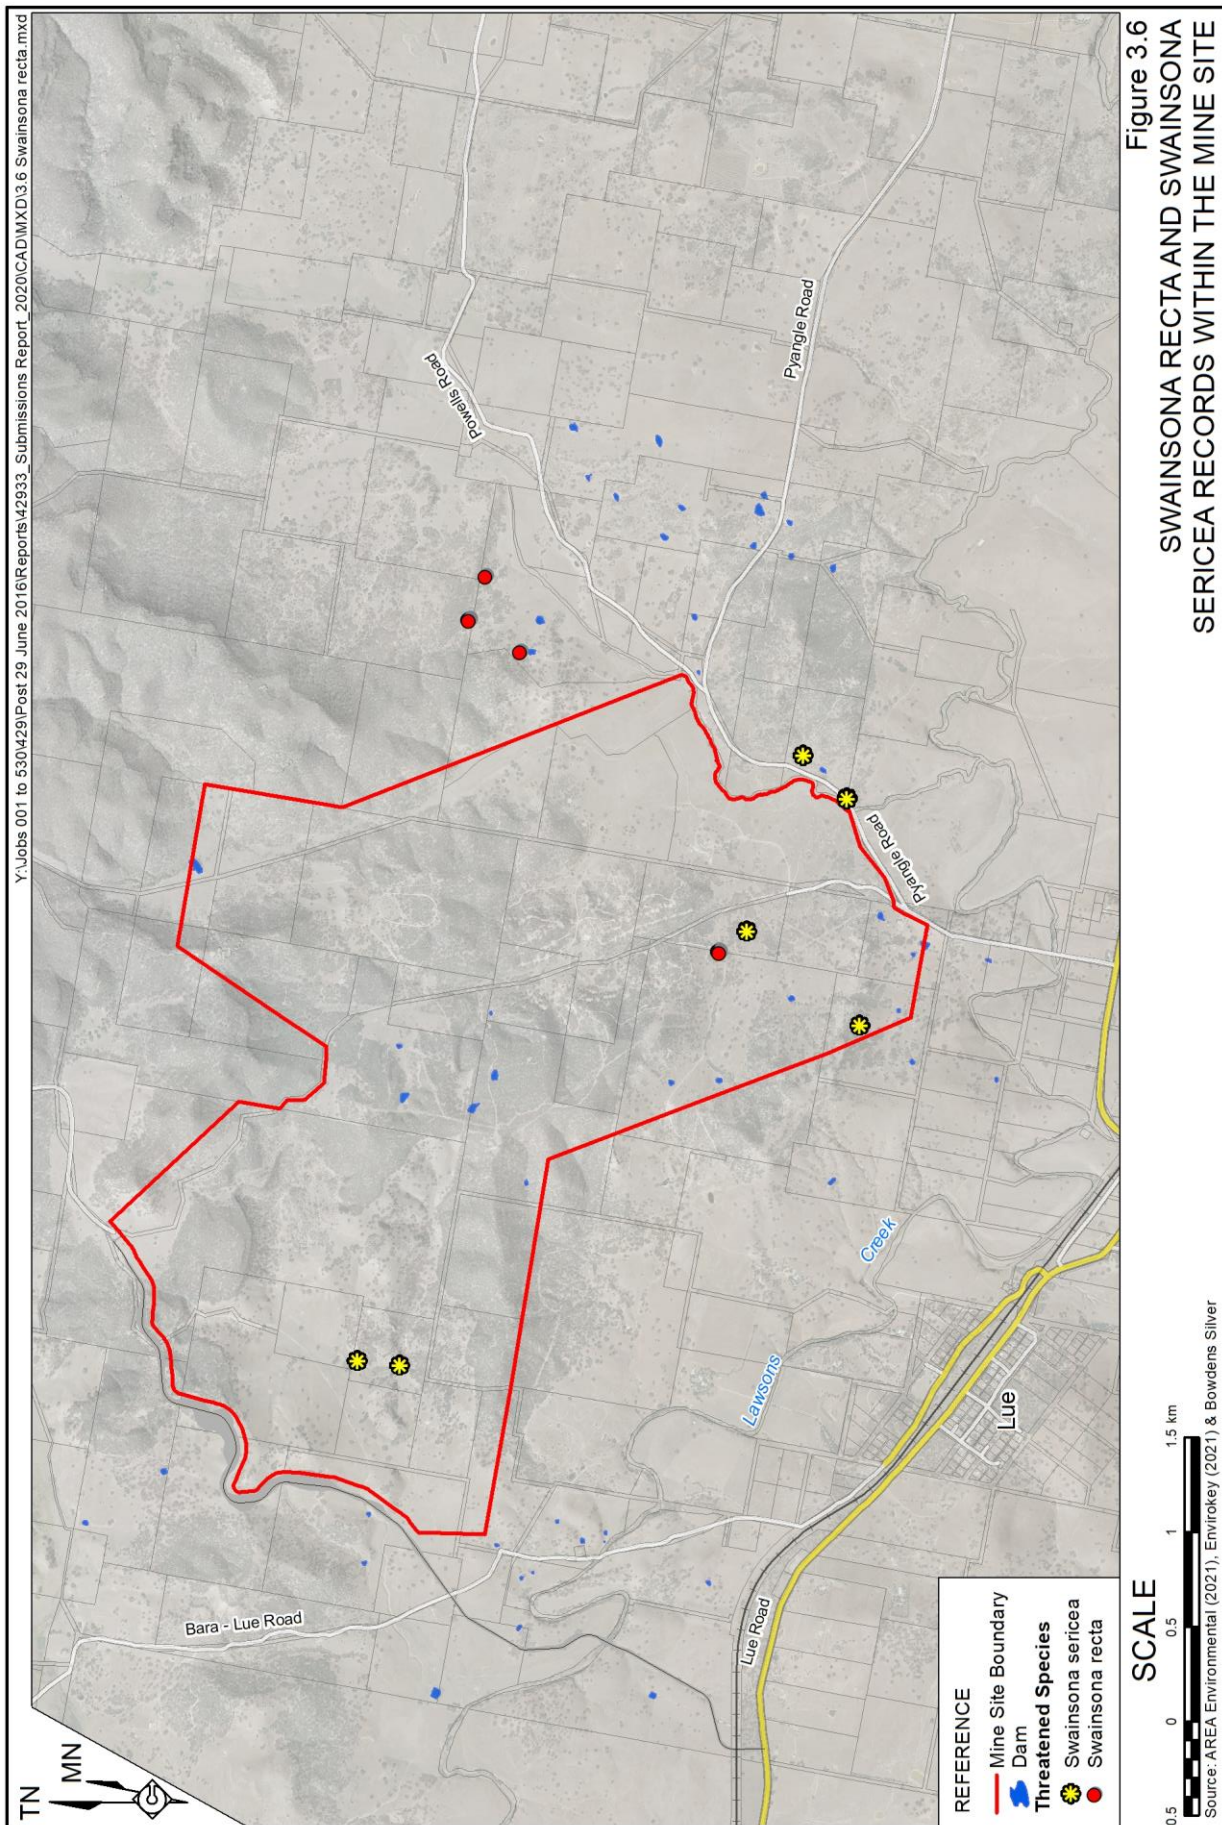 Y:\Jobs 001 to 530\429\Post 29 June 2016\Reports\42933_Submissions Report_2020\CAD\MXD\3.6 Swainsona recta.mxd
TN
MN
Bara - Lue Road
Powells Road
Pyangle Road
Pyangle Road
Lawsons
Creek
Lue Road
Lue
REFERENCE
Mine Site Boundary
Dam
Threatened Species
Swainsona sericea
Swainsona recta
SCALE
0.5 0 0.5 1 1.5 km
Source: AREA Environmental (2021), Envirokey (2021) & Bowdens Silver
Figure 3.6
SWAINSONA RECTA AND SWAINSONA
SERICEA RECORDS WITHIN THE MINE SITE